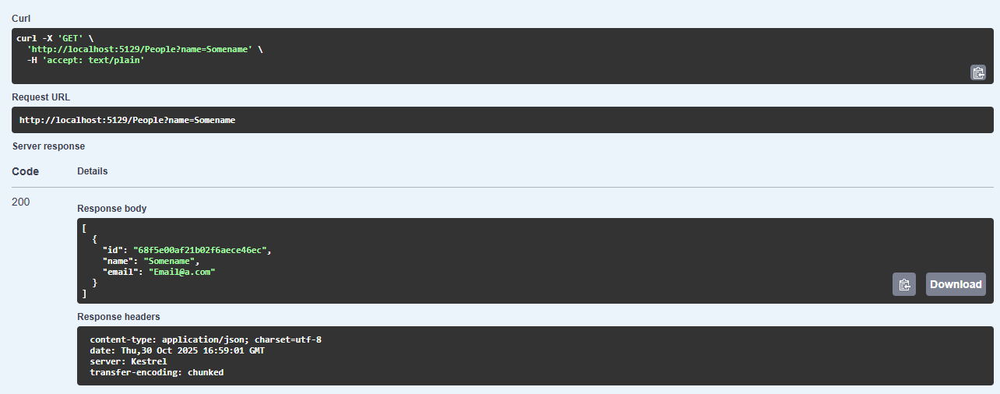 Curl
curl -X 'GET' \
  'http://localhost:5129/People?name=Somename' \
  -H 'accept: text/plain'
Request URL
http://localhost:5129/People?name=Somename
Server response
Code Details
200
Response body
[
  {
    "id": "68f5e00af21b02f6aece46ec",
    "name": "Somename",
    "email": "Email@a.com"
  }
]
Download
Response headers
content-type: application/json; charset=utf-8
date: Thu,30 Oct 2025 16:59:01 GMT
server: Kestrel
transfer-encoding: chunked